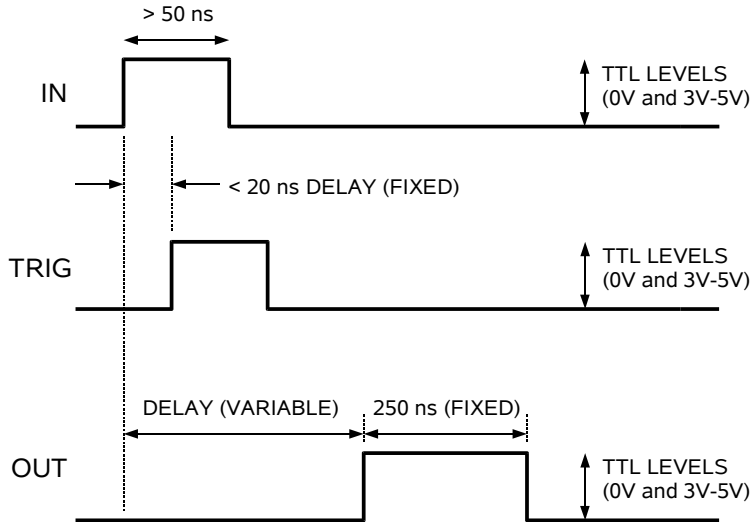 > 50 ns
IN
TTL LEVELS
(0V and 3V-5V)
< 20 ns DELAY (FIXED)
TRIG
TTL LEVELS
(0V and 3V-5V)
DELAY (VARIABLE)
250 ns (FIXED)
OUT
TTL LEVELS
(0V and 3V-5V)